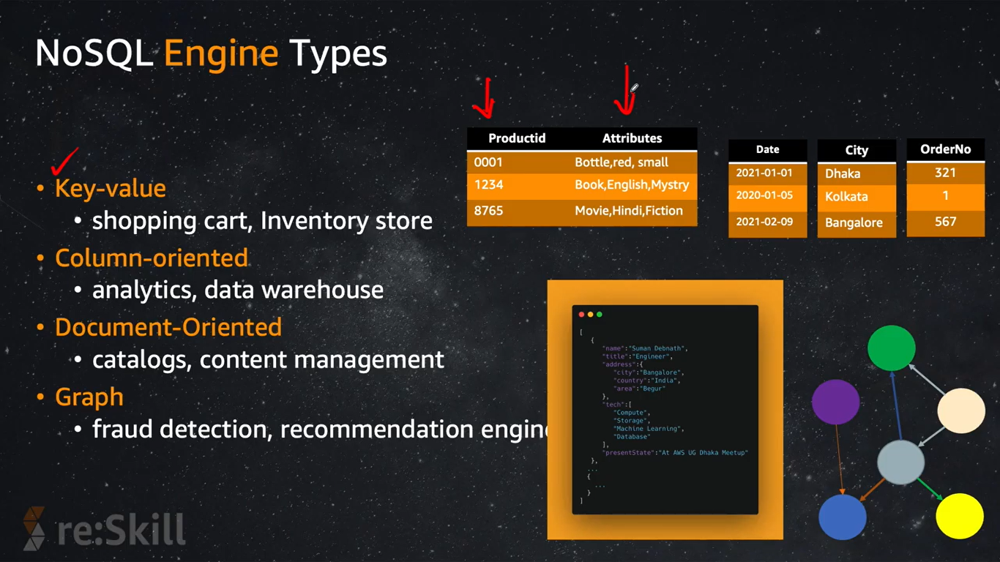 NoSQL Engine Types
• Key-value
• shopping cart, Inventory store
• Column-oriented
• analytics, data warehouse
• Document-Oriented
• catalogs, content management
• Graph
• fraud detection, recommendation engine
Productid Attributes
0001 Bottle,red, small
1234 Book,English,Mystry
8765 Movie,Hindi,Fiction
Date City OrderNo
2021-01-01 Dhaka 321
2020-01-05 Kolkata 1
2021-02-09 Bangalore 567
[
{
"name":"Suman Debnath",
"title":"Engineer",
"address":{
"city":"Bangalore",
"country":"India",
"area":"Begur"
},
"tech":[
"Compute",
"Storage",
"Machine Learning",
"Database"
],
"presentState":"At AWS UG Dhaka Meetup"
},
...
{
...
}
]
re:Skill